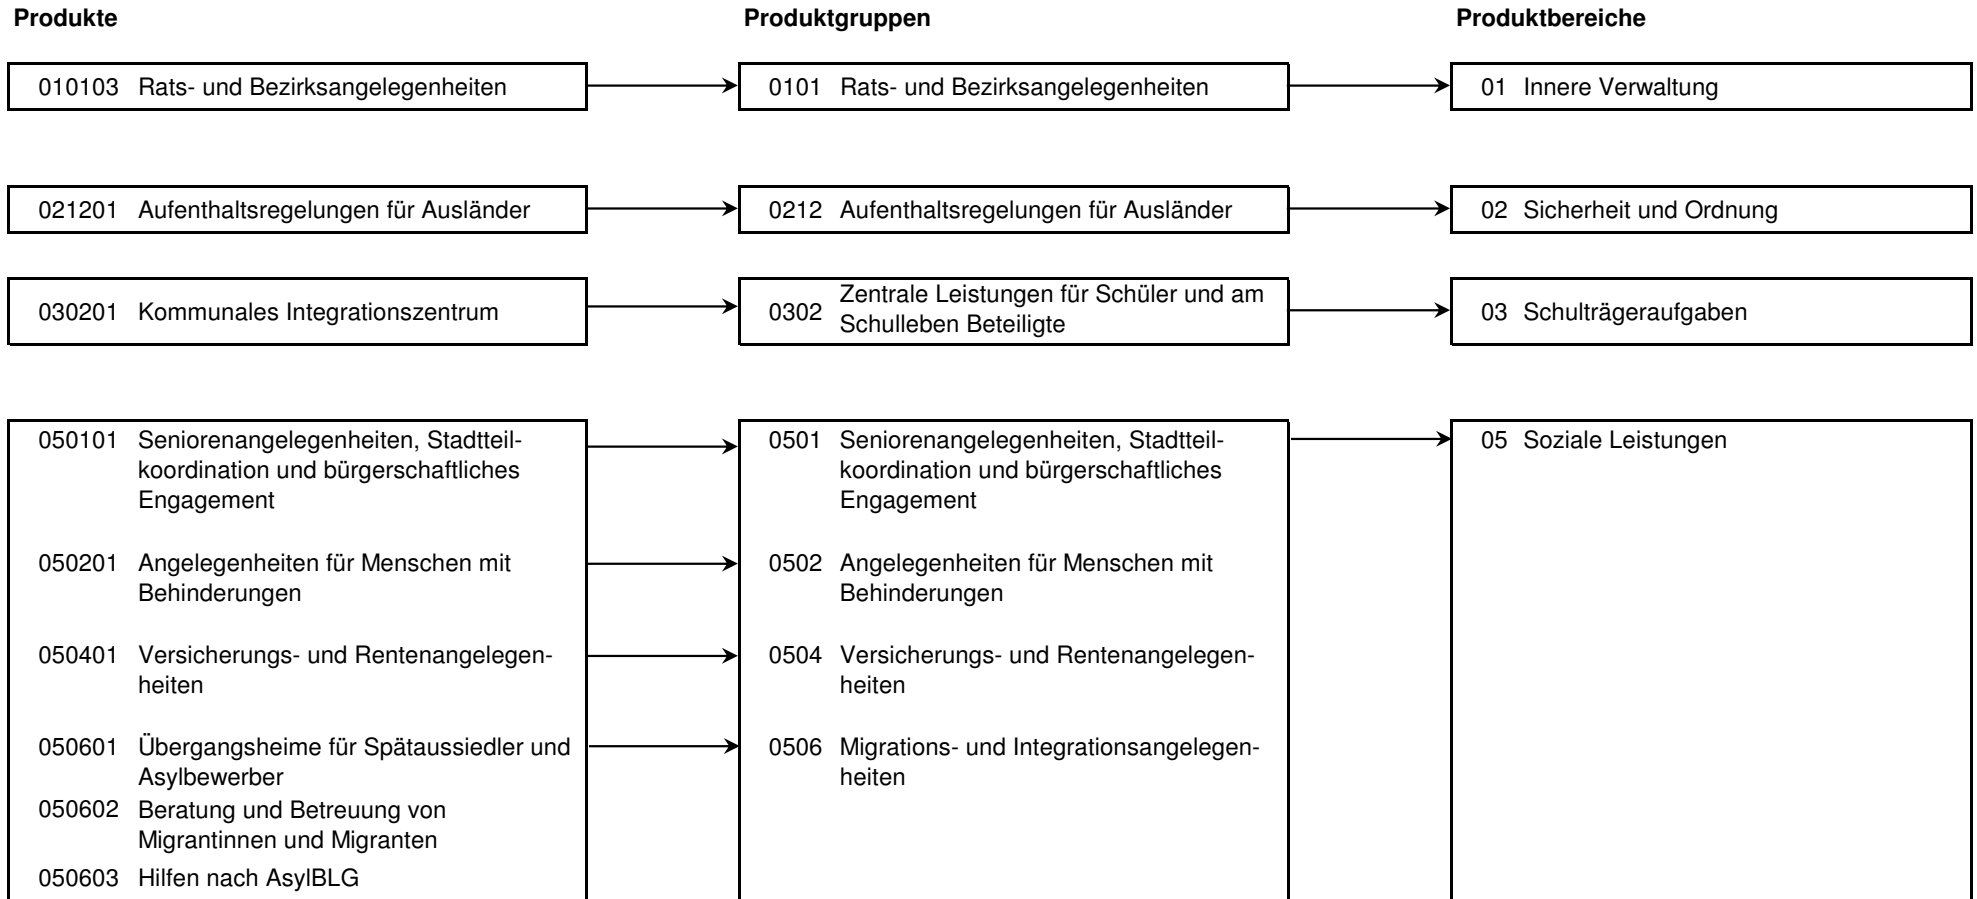 Produkte Produktgruppen Produktbereiche
010103 Rats- und Bezirksangelegenheiten 0101 Rats- und Bezirksangelegenheiten 01 Innere Verwaltung
021201 Aufenthaltsregelungen für Ausländer 0212 Aufenthaltsregelungen für Ausländer 02 Sicherheit und Ordnung
030201 Kommunales Integrationszentrum 0302 Zentrale Leistungen für Schüler und am
Schulleben Beteiligte 03 Schulträgeraufgaben
050101 Seniorenangelegenheiten, Stadtteil-
koordination und bürgerschaftliches
Engagement
050201 Angelegenheiten für Menschen mit
Behinderungen
050401 Versicherungs- und Rentenangelegen-
heiten
050601 Übergangsheime für Spätaussiedler und
Asylbewerber
050602 Beratung und Betreuung von
Migrantinnen und Migranten
050603 Hilfen nach AsylBLG
0501 Seniorenangelegenheiten, Stadtteil-
koordination und bürgerschaftliches
Engagement
0502 Angelegenheiten für Menschen mit
Behinderungen
0504 Versicherungs- und Rentenangelegen-
heiten
0506 Migrations- und Integrationsangelegen-
heiten
05 Soziale Leistungen